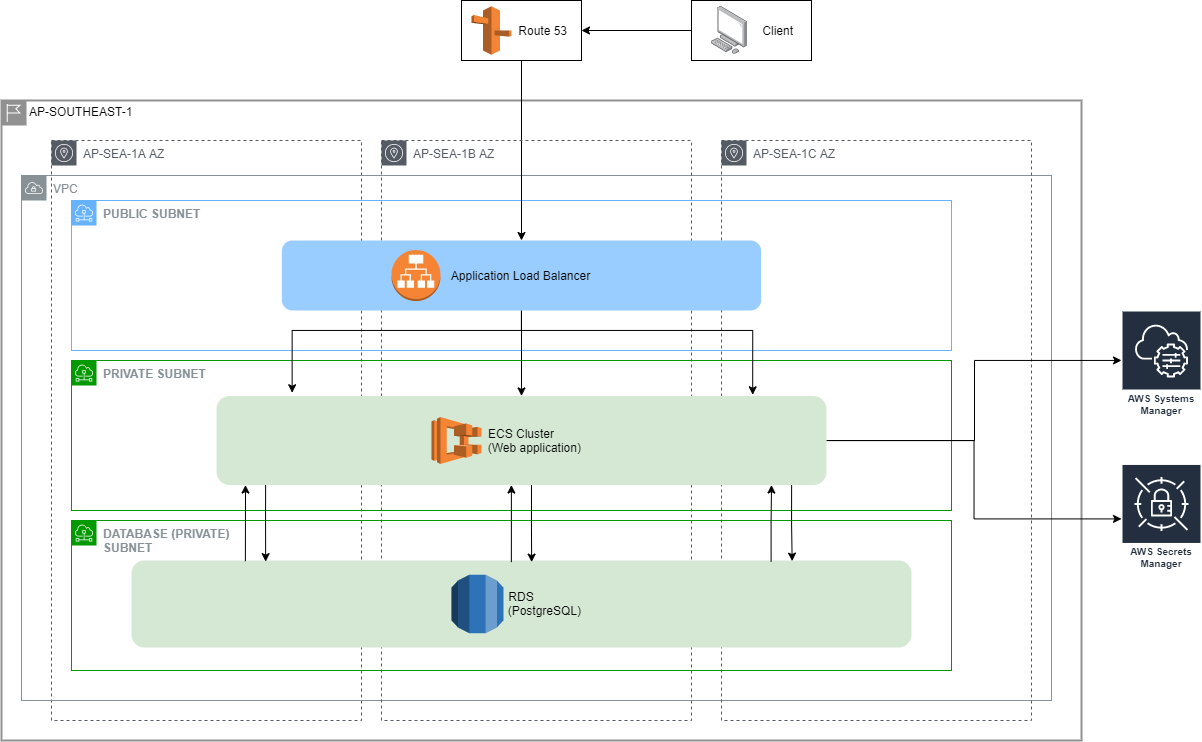 Route 53
Client
AP-SOUTHEAST-1
AP-SEA-1A AZ
AP-SEA-1B AZ
AP-SEA-1C AZ
VPC
PUBLIC SUBNET
Application Load Balancer
PRIVATE SUBNET
ECS Cluster
(Web application)
AWS Systems
Manager
AWS Secrets
Manager
DATABASE (PRIVATE)
SUBNET
RDS
(PostgreSQL)